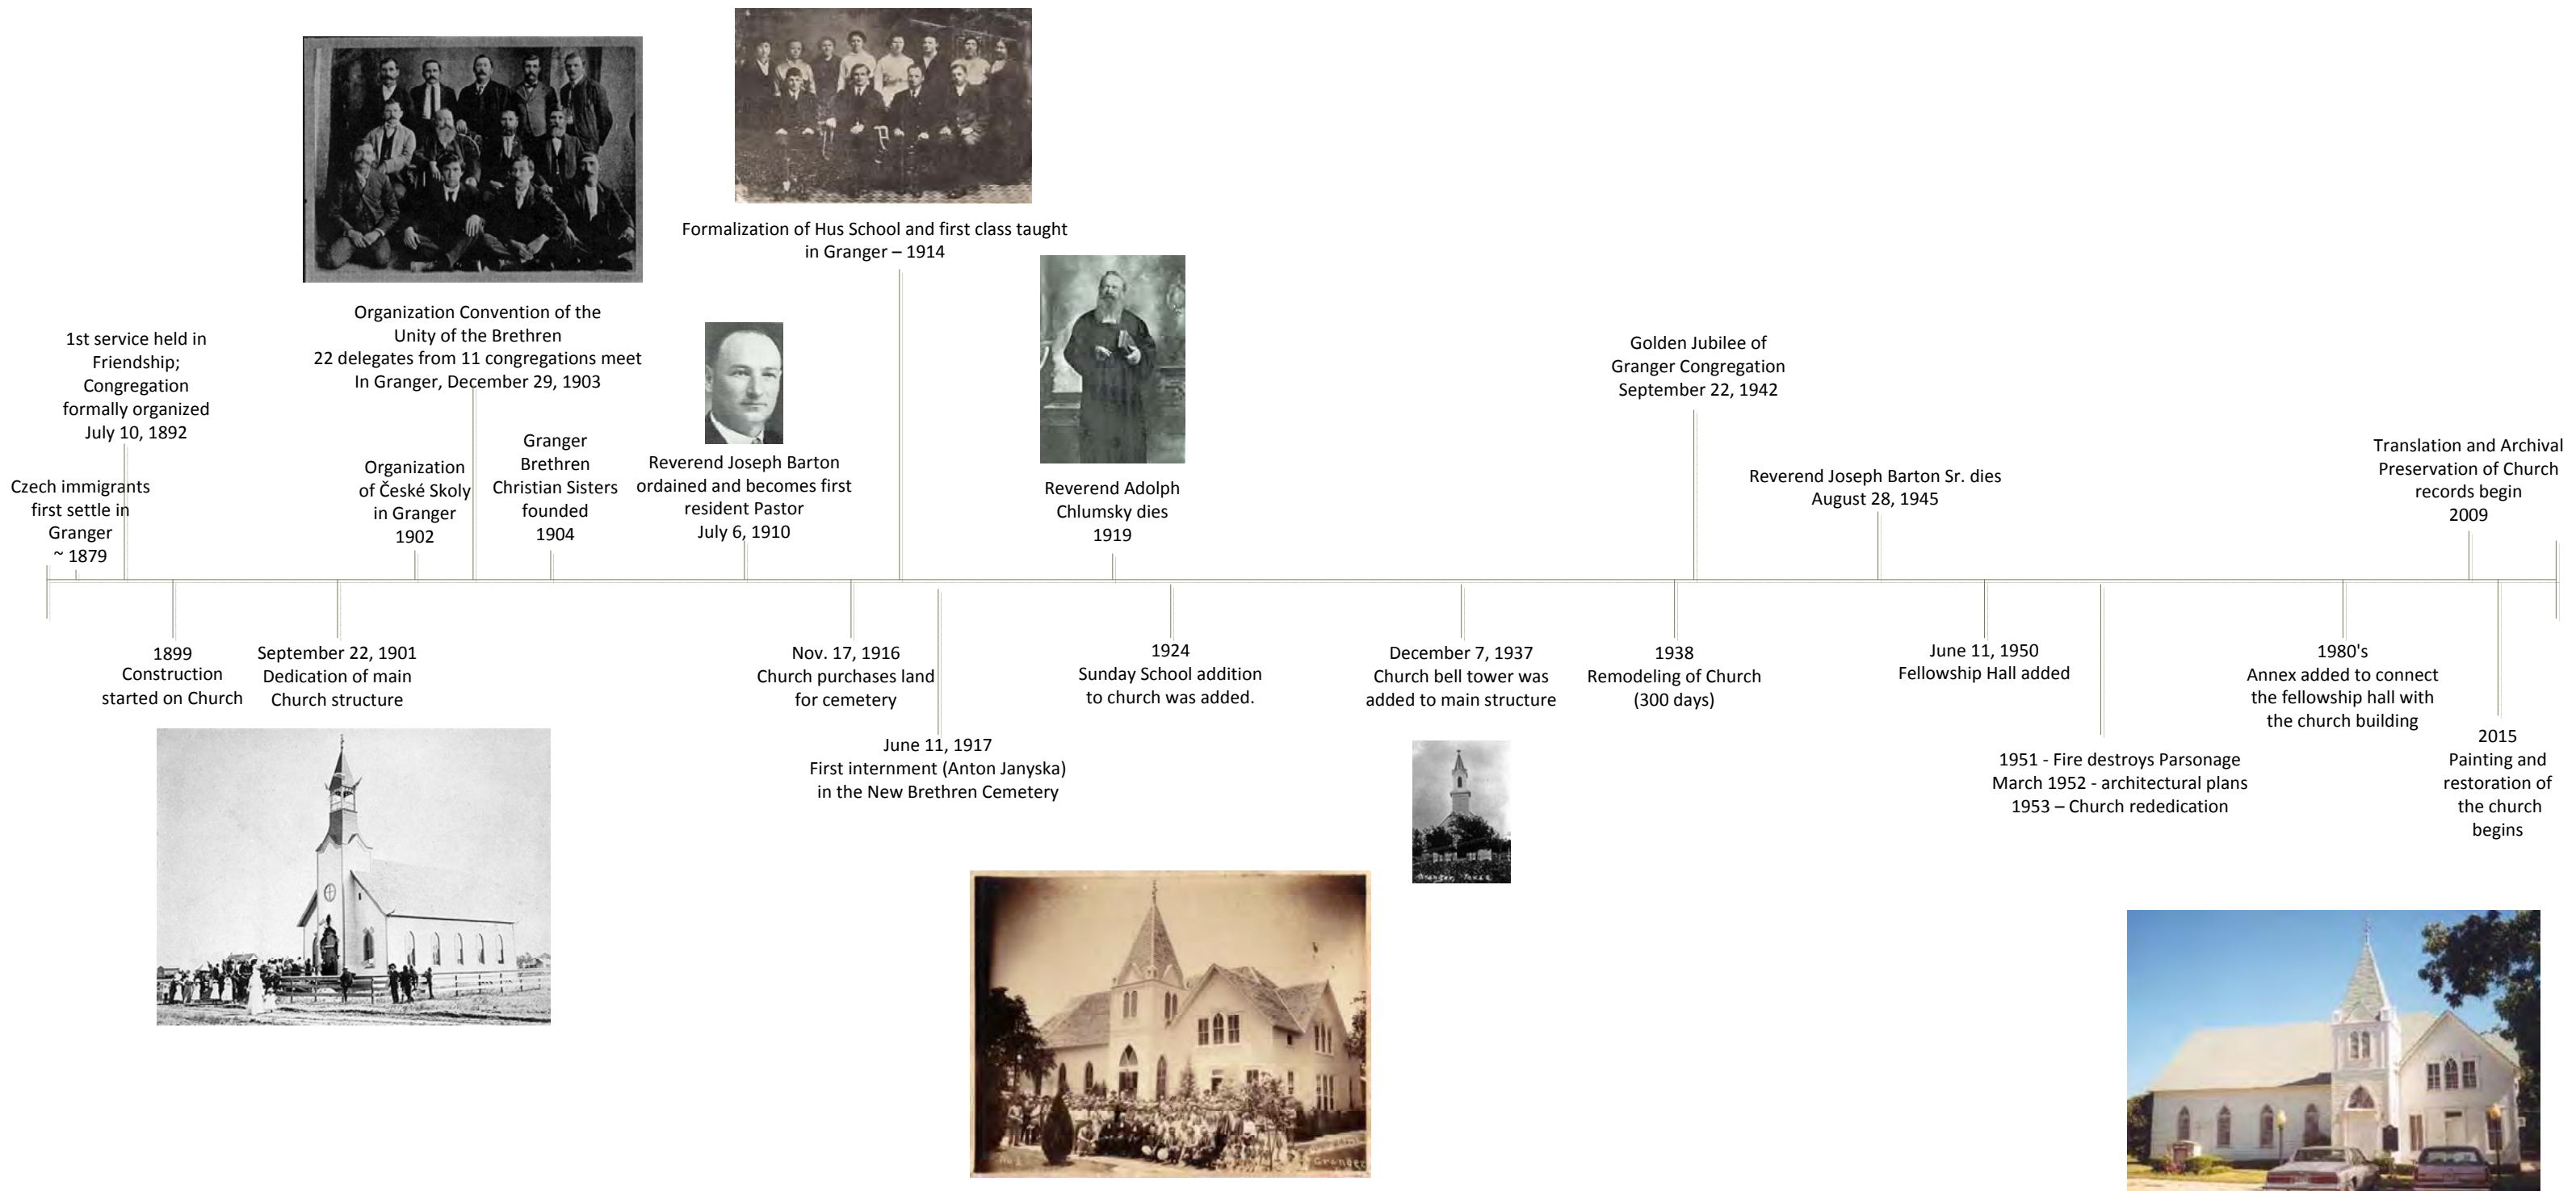 Formalization of Hus School and first class taught
in Granger – 1914
Organization Convention of the
Unity of the Brethren
22 delegates from 11 congregations meet
In Granger, December 29, 1903
1st service held in
Friendship;
Congregation
formally organized
July 10, 1892
Czech immigrants
first settle in
Granger
~ 1879
Organization
of České Skoly
in Granger
1902
Granger
Brethren
Christian Sisters
founded
1904
Reverend Joseph Barton
ordained and becomes first
resident Pastor
July 6, 1910
Reverend Adolph
Chlumsky dies
1919
Golden Jubilee of
Granger Congregation
September 22, 1942
Reverend Joseph Barton Sr. dies
August 28, 1945
Translation and Archival
Preservation of Church
records begin
2009
1899
Construction
started on Church
September 22, 1901
Dedication of main
Church structure
Nov. 17, 1916
Church purchases land
for cemetery
June 11, 1917
First internment (Anton Janyska)
in the New Brethren Cemetery
1924
Sunday School addition
to church was added.
December 7, 1937
Church bell tower was
added to main structure
1938
Remodeling of Church
(300 days)
June 11, 1950
Fellowship Hall added
1951 - Fire destroys Parsonage
March 1952 - architectural plans
1953 – Church rededication
1980's
Annex added to connect
the fellowship hall with
the church building
2015
Painting and
restoration of
the church
begins
Granger, Texas
Granger